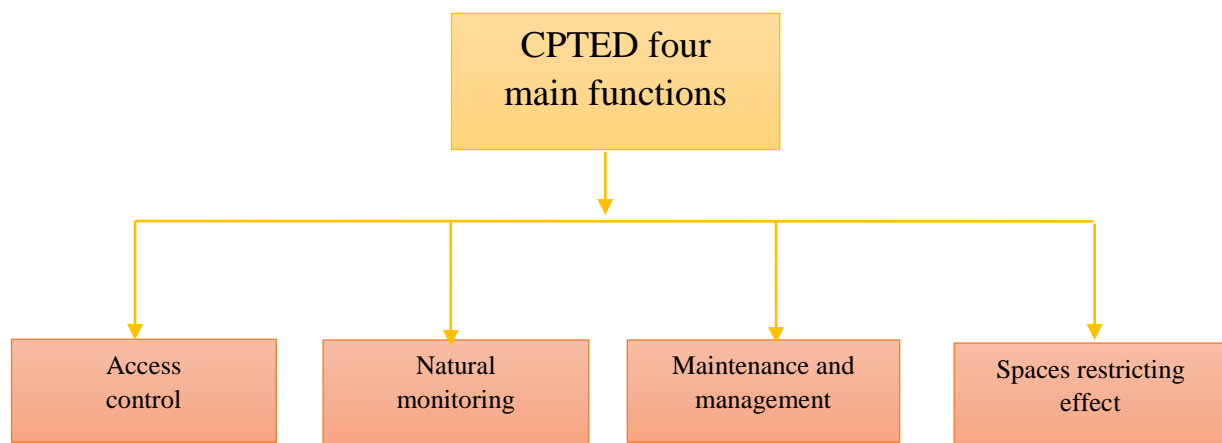 CPTED four
main functions
Access
control
Natural
monitoring
Maintenance and
management
Spaces restricting
effect